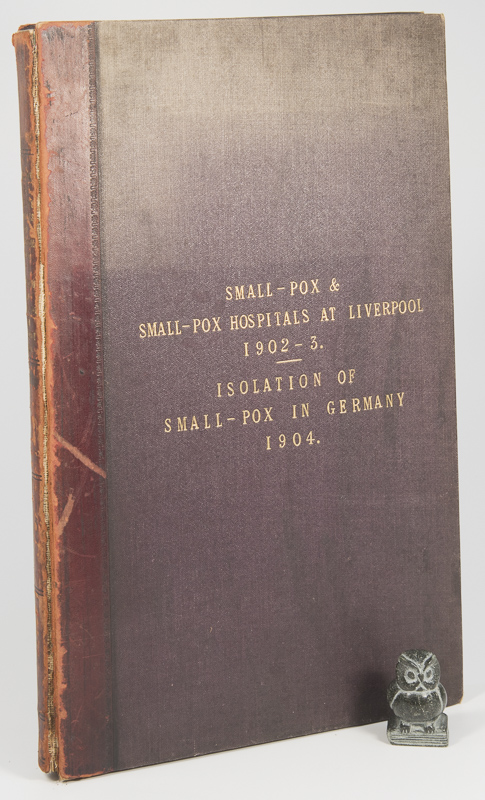 SMALL-POX &
SMALL-POX HOSPITALS AT LIVERPOOL
1902-3.
ISOLATION OF
SMALL-POX IN GERMANY
1904.